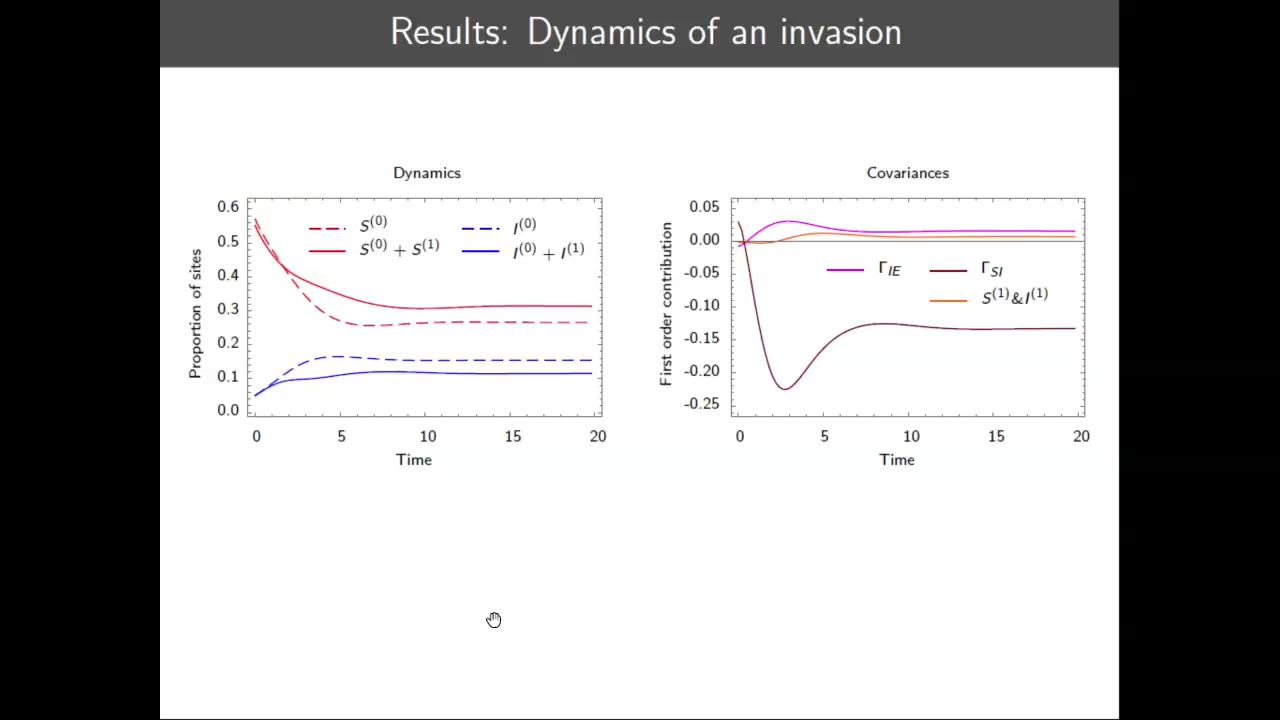 Results: Dynamics of an invasion
Dynamics
0.6
0.5
0.4
0.3
0.2
0.1
0.0
Proportion of sites
S⁽⁰⁾
S⁽⁰⁾ + S⁽¹⁾
I⁽⁰⁾
I⁽⁰⁾ + I⁽¹⁾
0 5 10 15 20
Time
Covariances
0.05
0.00
-0.05
-0.10
-0.15
-0.20
-0.25
First order contribution
Γ_IE
Γ_SI
S⁽¹⁾&I⁽¹⁾
0 5 10 15 20
Time